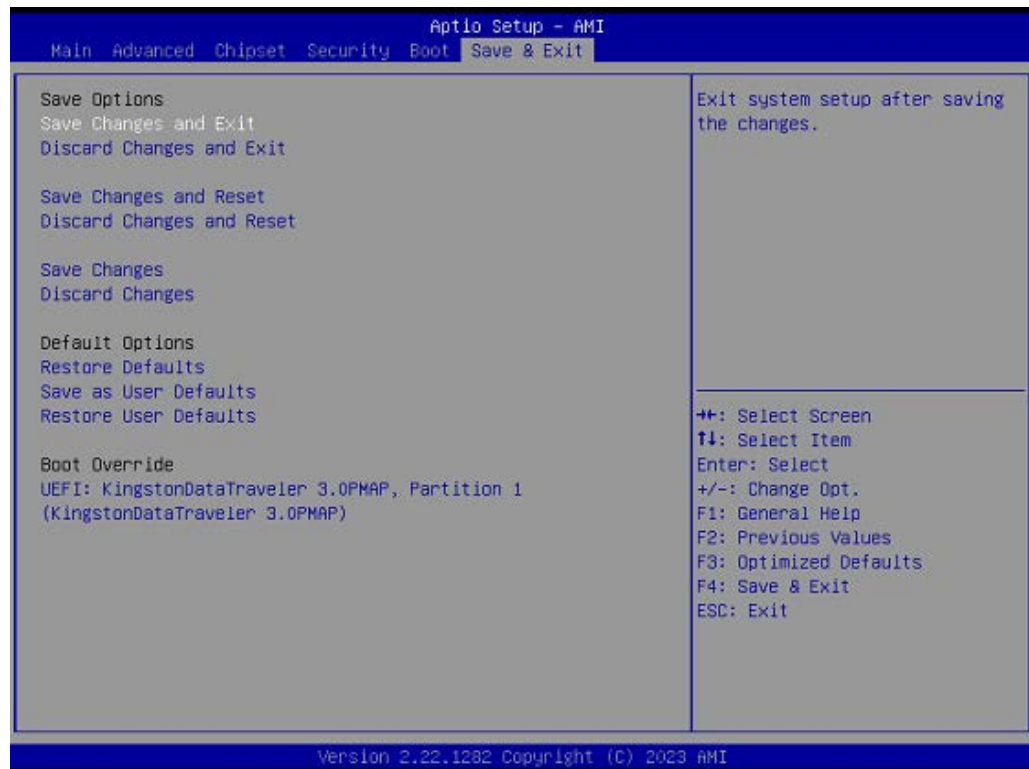 Aptio Setup – AMI
Main Advanced Chipset Security Boot Save & Exit
Save Options
Save Changes and Exit
Discard Changes and Exit
Save Changes and Reset
Discard Changes and Reset
Save Changes
Discard Changes
Default Options
Restore Defaults
Save as User Defaults
Restore User Defaults
Boot Override
UEFI: KingstonDataTraveler 3.0PMAP, Partition 1
(KingstonDataTraveler 3.0PMAP)
Exit system setup after saving
the changes.
→←: Select Screen
↑↓: Select Item
Enter: Select
+/-: Change Opt.
F1: General Help
F2: Previous Values
F3: Optimized Defaults
F4: Save & Exit
ESC: Exit
Version 2.22.1282 Copyright (C) 2023 AMI